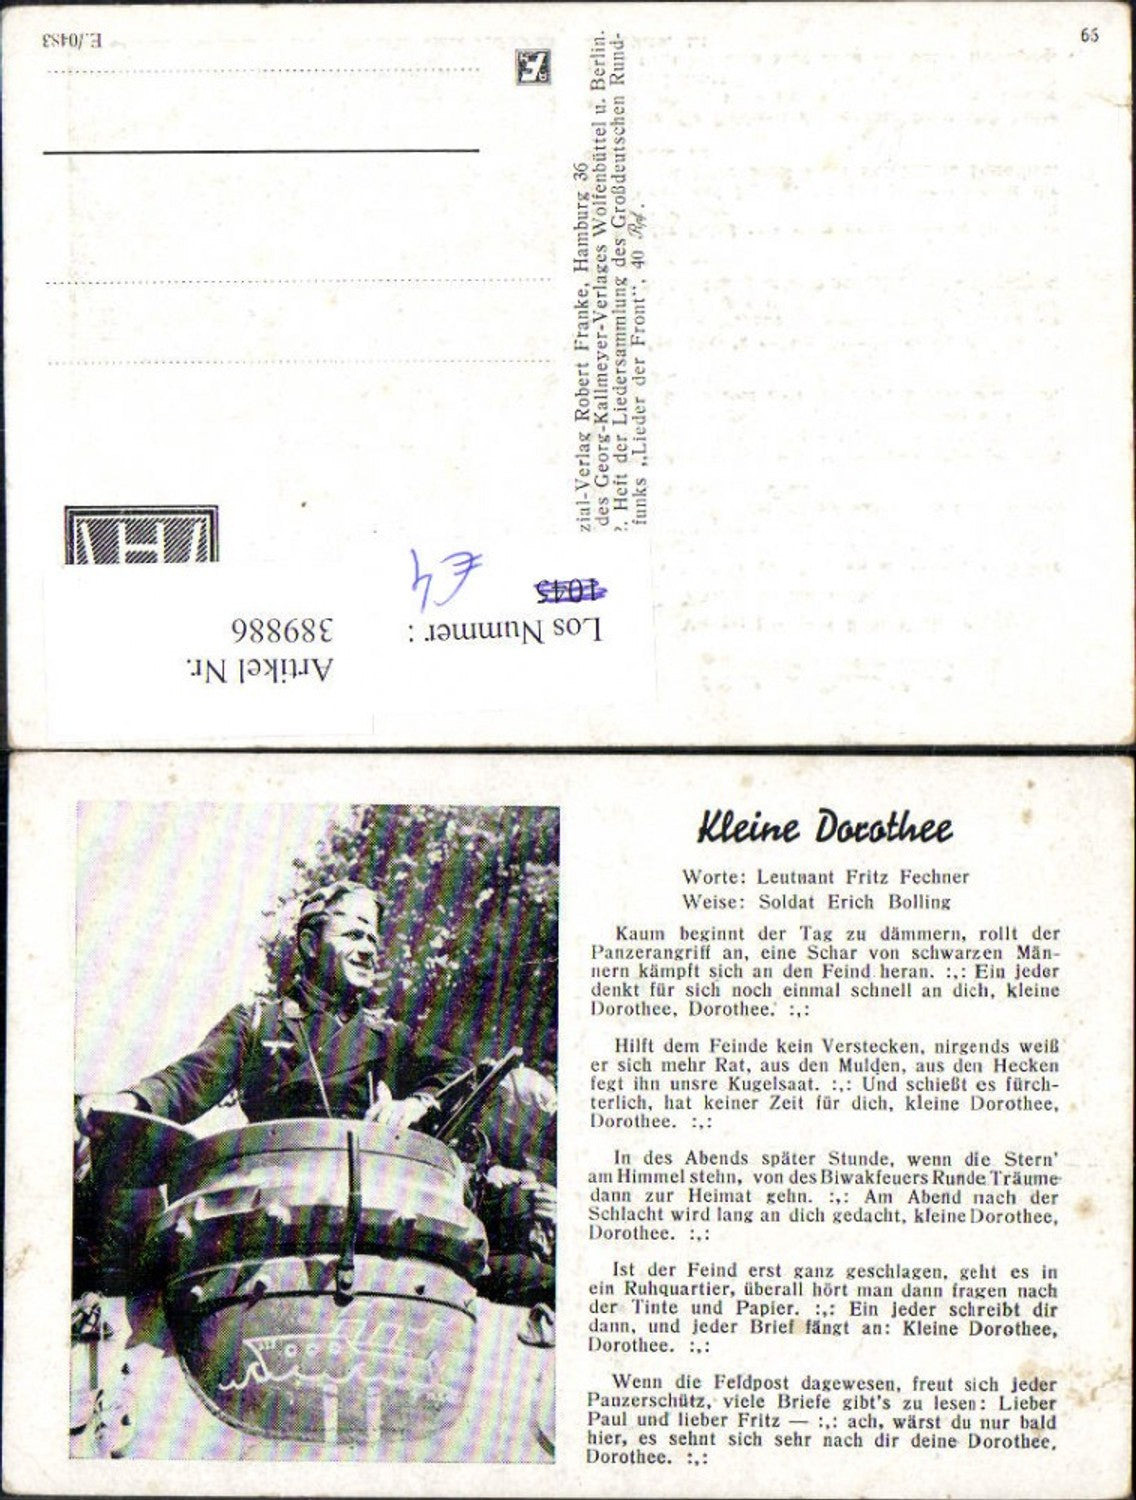 E./0483
66
zial-Verlag Robert Franke, Hamburg 36
des Georg-Kallmeyer-Verlages Wolfenbüttel u. Berlin.
Heft der Liedersammlung des Großdeutschen Rund-
funks „Lieder der Front“, 40 Rpf.
1045
€4
Los Nummer :
389886
Artikel Nr.
Kleine Dorothee
Worte: Leutnant Fritz Fechner
Weise: Soldat Erich Bolling
Kaum beginnt der Tag zu dämmern, rollt der
Panzerangriff an, eine Schar von schwarzen Män-
nern kämpft sich an den Feind heran. :,: Ein jeder
denkt für sich noch einmal schnell an dich, kleine
Dorothee, Dorothee. :,:
Hilft dem Feinde kein Verstecken, nirgends weiß
er sich mehr Rat, aus den Mulden, aus den Hecken
fegt ihn unsre Kugelsaat. :,: Und schießt es fürch-
terlich, hat keiner Zeit für dich, kleine Dorothee,
Dorothee. :,:
In des Abends später Stunde, wenn die Stern'
am Himmel stehn, von des Biwakfeuers Runde Träume
dann zur Heimat gehn. :,: Am Abend nach der
Schlacht wird lang an dich gedacht, kleine Dorothee,
Dorothee. :,:
Ist der Feind erst ganz geschlagen, geht es in
ein Ruhquartier, überall hört man dann fragen nach
der Tinte und Papier. :,: Ein jeder schreibt dir
dann, und jeder Brief fängt an: Kleine Dorothee,
Dorothee. :,:
Wenn die Feldpost dagewesen, freut sich jeder
Panzerschütz, viele Briefe gibt's zu lesen: Lieber
Paul und lieber Fritz — :,: ach, wärst du nur bald
hier, es sehnt sich sehr nach dir deine Dorothee,
Dorothee. :,: